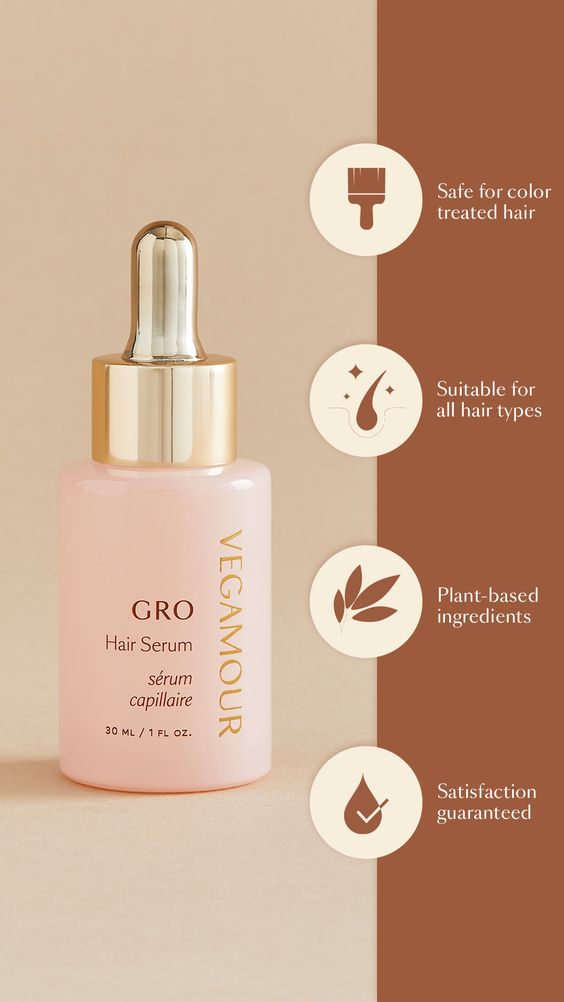 GRO
Hair Serum
sérum
capillaire
30 ML / 1 FL OZ.
VEGAMOUR
Safe for color
treated hair
Suitable for
all hair types
Plant-based
ingredients
Satisfaction
guaranteed